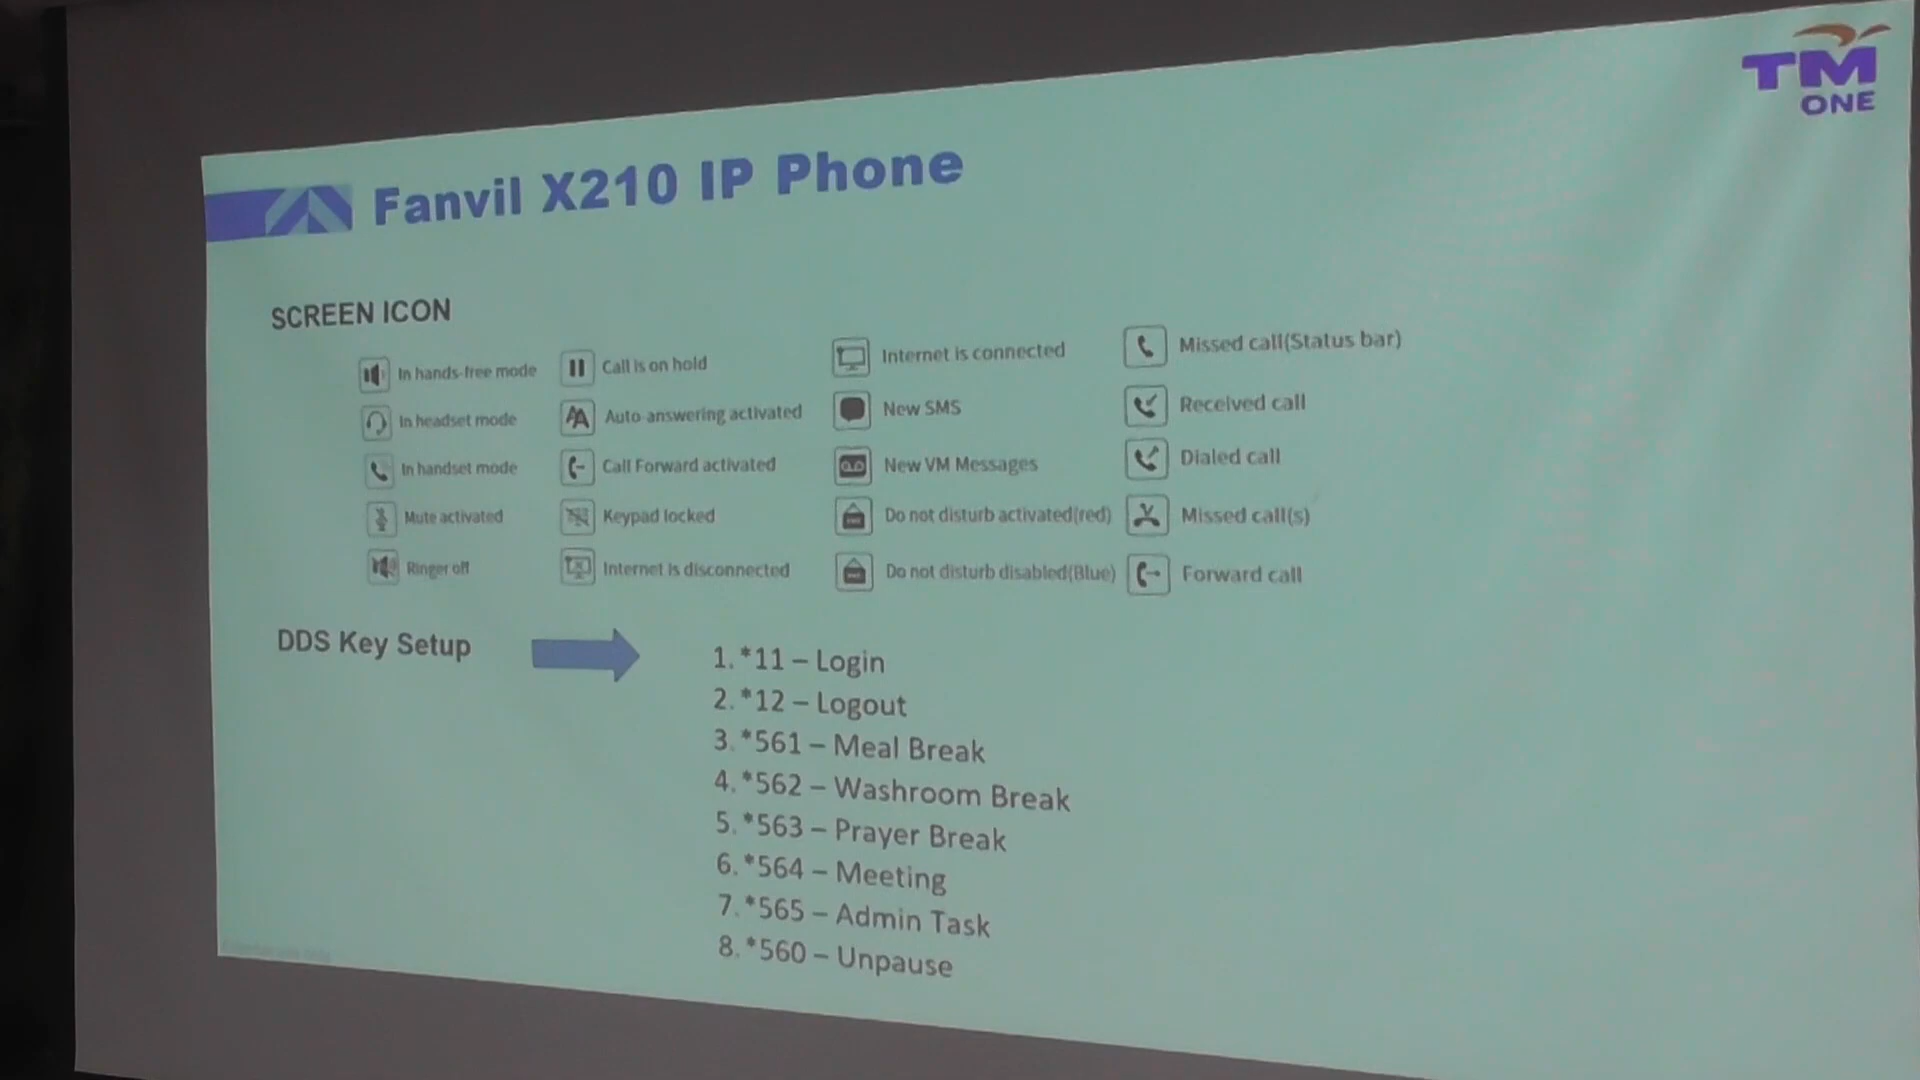 TM
ONE
Fanvil X210 IP Phone
SCREEN ICON
In hands-free mode
In headset mode
In handset mode
Mute activated
Ringer off
Call is on hold
Auto-answering activated
Call Forward activated
Keypad locked
Internet is disconnected
Internet is connected
New SMS
New VM Messages
Do not disturb activated(red)
Do not disturb disabled(Blue)
Missed call(Status bar)
Received call
Dialed call
Missed call(s)
Forward call
DDS Key Setup
1. *11 – Login
2. *12 – Logout
3. *561 – Meal Break
4. *562 – Washroom Break
5. *563 – Prayer Break
6. *564 – Meeting
7. *565 – Admin Task
8. *560 – Unpause